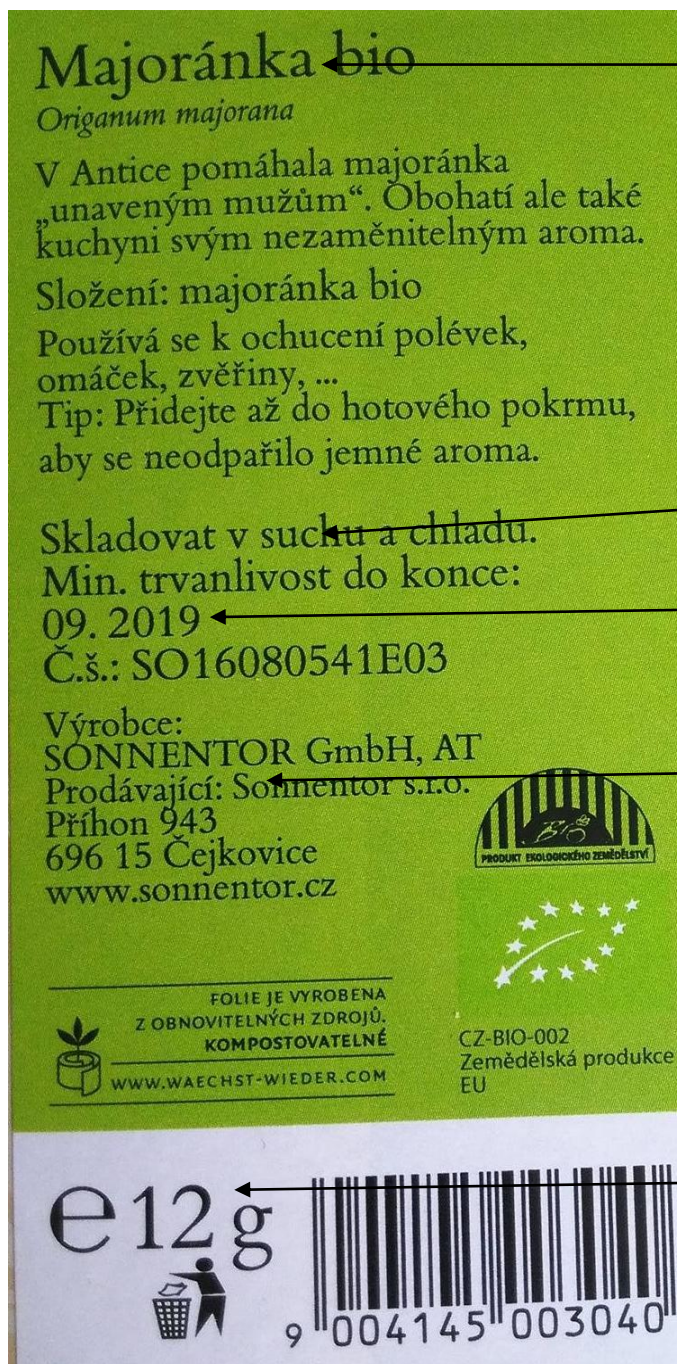 Majoránka bio
Origanum majorana
V Antice pomáhala majoránka
„unaveným mužům“. Obohatí ale také
kuchyni svým nezaměnitelným aroma.
Složení: majoránka bio
Používá se k ochucení polévek,
omáček, zvěřiny, ...
Tip: Přidejte až do hotového pokrmu,
aby se neodpařilo jemné aroma.
Skladovat v suchu a chladu.
Min. trvanlivost do konce:
09. 2019
Č.š.: SO16080541E03
Výrobce:
SONNENTOR GmbH, AT
Prodávající: Sonnentor s.r.o.
Příhon 943
696 15 Čejkovice
www.sonnentor.cz
BIO
PRODUKT EKOLOGICKÉHO ZEMĚDĚLSTVÍ
FOLIE JE VYROBENA
Z OBNOVITELNÝCH ZDROJŮ.
KOMPOSTOVATELNÉ
WWW.WAECHST-WIEDER.COM
CZ-BIO-002
Zemědělská produkce
EU
℮ 12 g
9 004145 003040